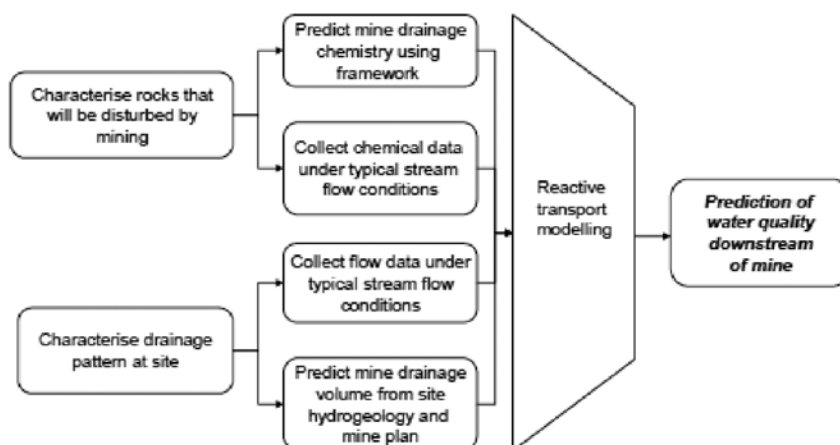 Predict mine drainage
chemistry using
framework
Characterise rocks that
will be disturbed by
mining
Collect chemical data
under typical stream
flow conditions
Reactive
transport
modelling
Prediction of
water quality
downstream
of mine
Collect flow data under
typical stream flow
conditions
Characterise drainage
pattern at site
Predict mine drainage
volume from site
hydrogeology and
mine plan